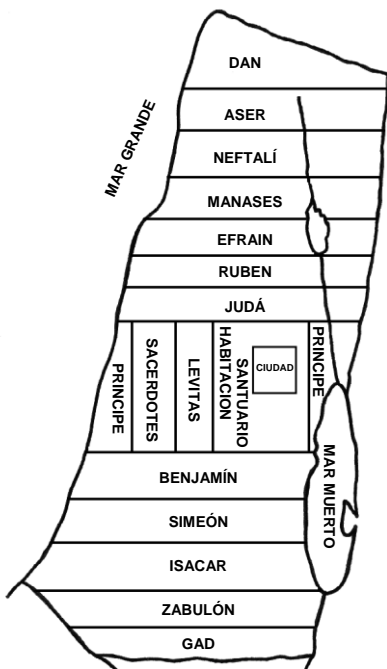 DAN
MAR GRANDE
ASER
NEFTALÍ
MANASES
EFRAIN
RUBEN
JUDÁ
PRINCIPE
SACERDOTES
LEVITAS
HABITACION
SANTUARIO
CIUDAD
PRINCIPE
MAR MUERTO
BENJAMÍN
SIMEÓN
ISACAR
ZABULÓN
GAD